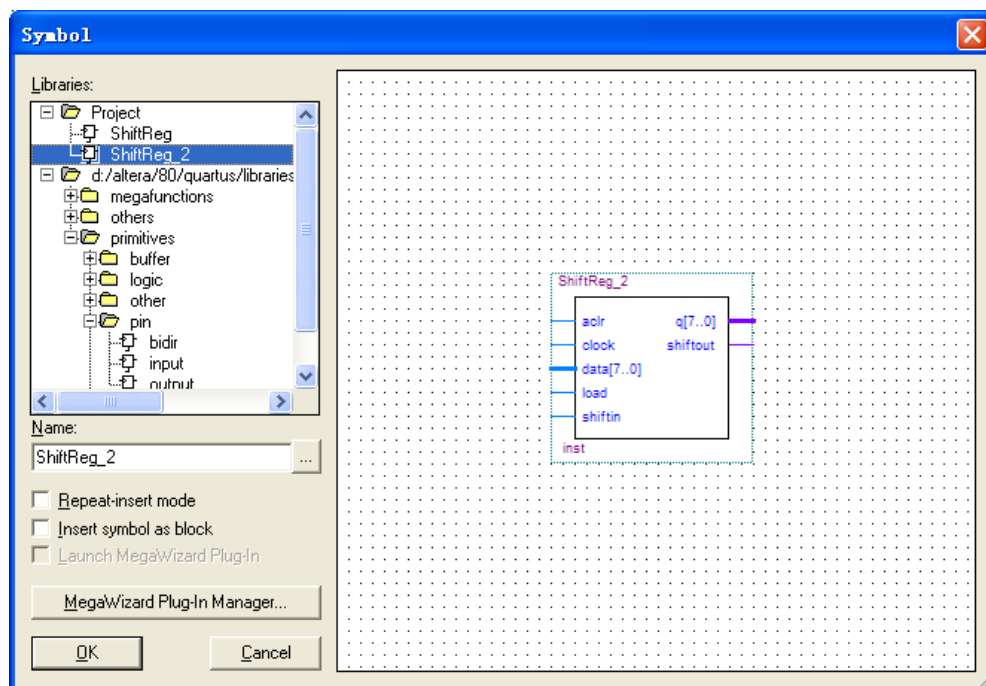 Symbol
Libraries:
Project
ShiftReg
ShiftReg_2
d:/altera/80/quartus/libraries
megafunctions
others
primitives
buffer
logic
other
pin
bidir
input
output
Name:
ShiftReg_2
...
Repeat-insert mode
Insert symbol as block
Launch MegaWizard Plug-In
MegaWizard Plug-In Manager...
OK
Cancel
ShiftReg_2
aclr q[7..0]
clock shiftout
data[7..0]
load
shiftin
inst